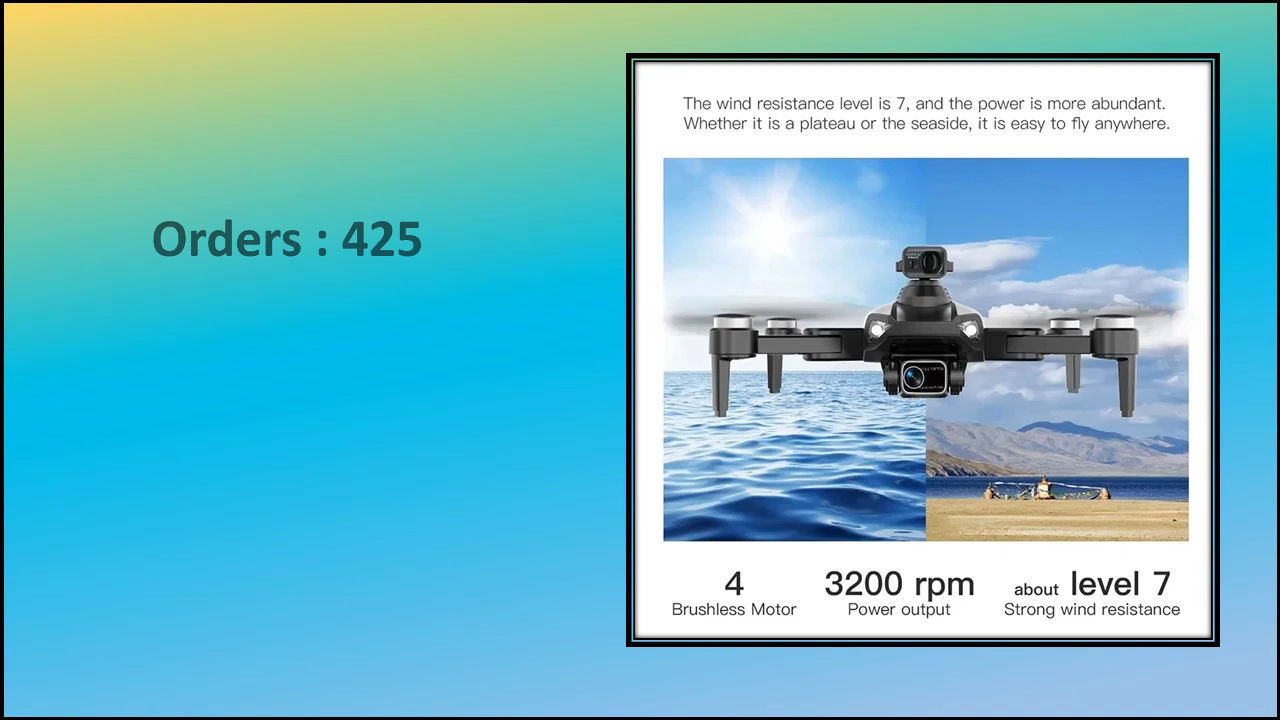 Orders : 425
The wind resistance level is 7, and the power is more abundant.
Whether it is a plateau or the seaside, it is easy to fly anywhere.
4
Brushless Motor
3200 rpm
Power output
about level 7
Strong wind resistance